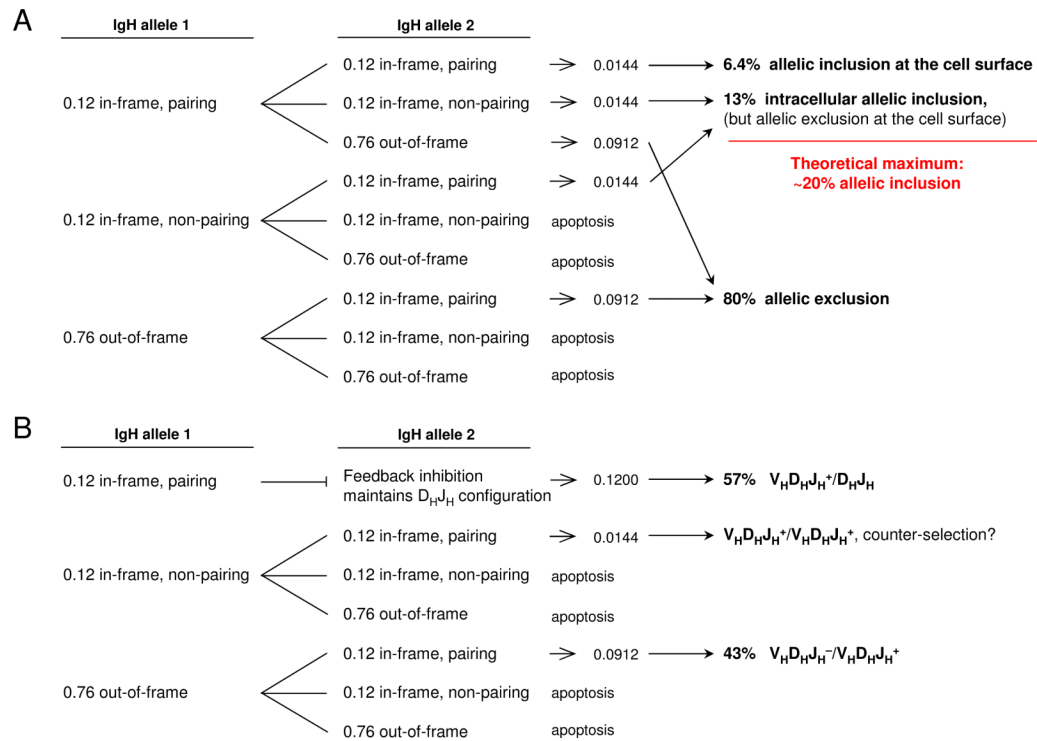 A
IgH allele 1
IgH allele 2
0.12 in-frame, pairing
0.12 in-frame, pairing
0.0144
6.4% allelic inclusion at the cell surface
0.12 in-frame, non-pairing
0.0144
13% intracellular allelic inclusion,
(but allelic exclusion at the cell surface)
0.76 out-of-frame
0.0912
Theoretical maximum:
~20% allelic inclusion
0.12 in-frame, non-pairing
0.12 in-frame, pairing
0.0144
0.12 in-frame, non-pairing
apoptosis
0.76 out-of-frame
apoptosis
0.76 out-of-frame
0.12 in-frame, pairing
0.0912
80% allelic exclusion
0.12 in-frame, non-pairing
apoptosis
0.76 out-of-frame
apoptosis
B
IgH allele 1
IgH allele 2
0.12 in-frame, pairing
Feedback inhibition
maintains DHJH configuration
0.1200
57% VHDHJH+/DHJH
0.12 in-frame, non-pairing
0.12 in-frame, pairing
0.0144
VHDHJH+/VHDHJH+, counter-selection?
0.12 in-frame, non-pairing
apoptosis
0.76 out-of-frame
apoptosis
0.76 out-of-frame
0.12 in-frame, pairing
0.0912
43% VHDHJH–/VHDHJH+
0.12 in-frame, non-pairing
apoptosis
0.76 out-of-frame
apoptosis